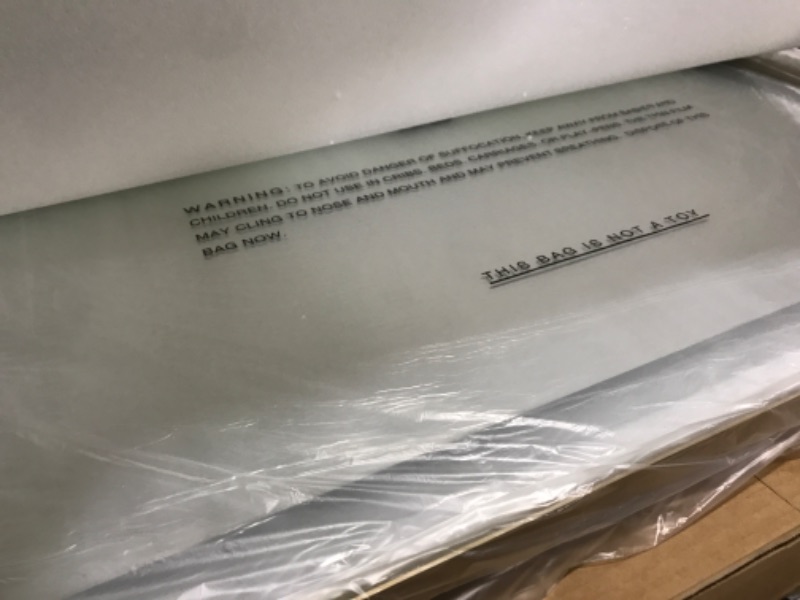 WARNING: TO AVOID DANGER OF SUFFOCATION, KEEP AWAY FROM BABIES AND
CHILDREN. DO NOT USE IN CRIBS, BEDS, CARRIAGES, OR PLAY-PENS. THE THIN FILM
MAY CLING TO NOSE AND MOUTH AND MAY PREVENT BREATHING. DISPOSE OF THIS
BAG NOW.
THIS BAG IS NOT A TOY